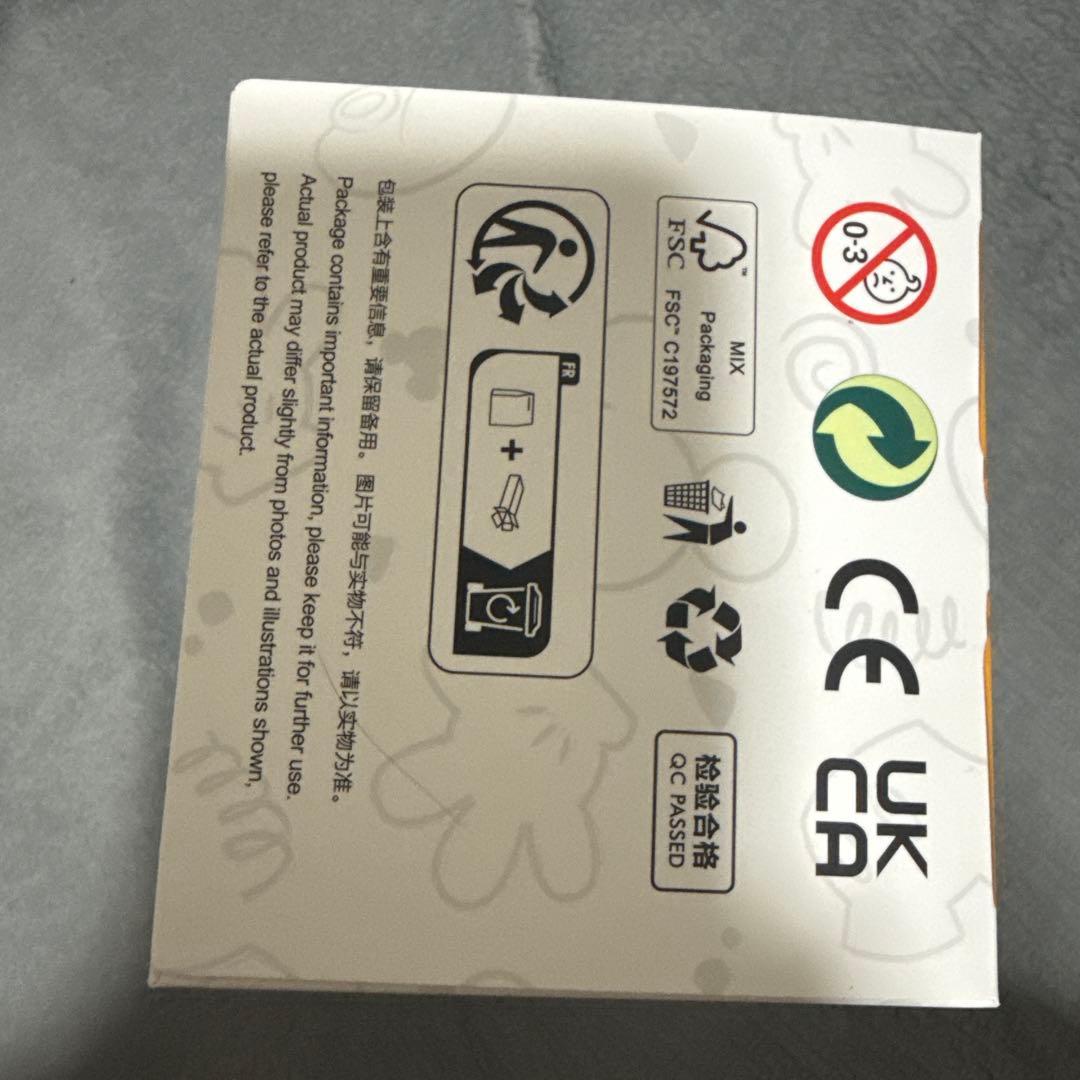 0-3
CE
UK
CA
FSC
™
MIX
Packaging
FSC™ C197572
检验合格
QC PASSED
FR
包装上含有重要信息，请保留备用。图片可能与实物不符，请以实物为准。
Package contains important information, please keep it for further use.
Actual product may differ slightly from photos and illustrations shown,
please refer to the actual product.